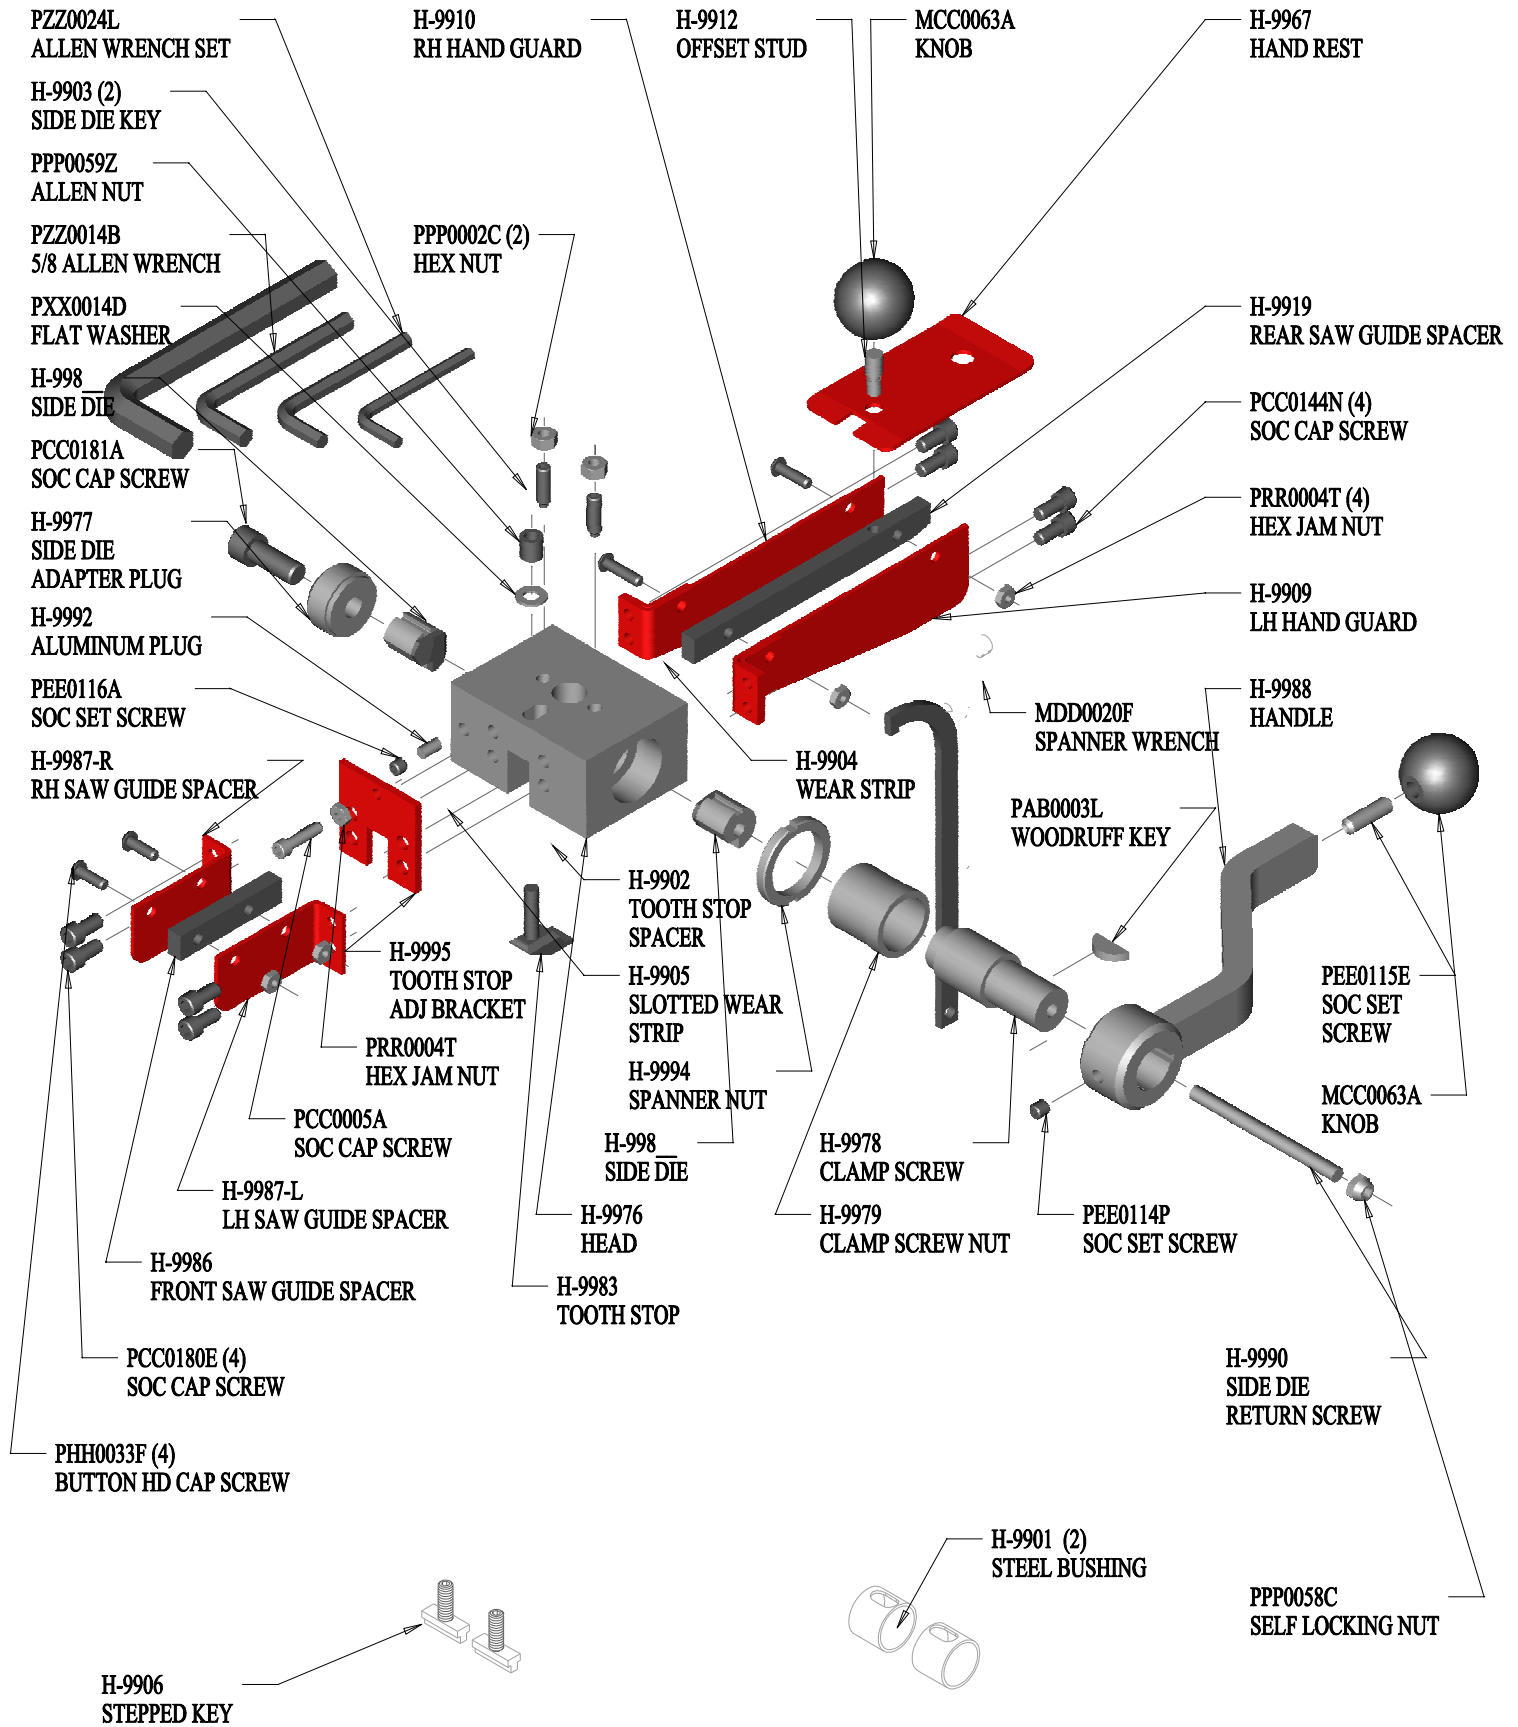 PZZ0024L
ALLEN WRENCH SET
H-9910
RH HAND GUARD
H-9912
OFFSET STUD
MCC0063A
KNOB
H-9967
HAND REST
H-9903 (2)
SIDE DIE KEY
PPP0059Z
ALLEN NUT
PZZ0014B
5/8 ALLEN WRENCH
PPP0002C (2)
HEX NUT
PXX0014D
FLAT WASHER
H-9919
REAR SAW GUIDE SPACER
H-998__
SIDE DIE
PCC0144N (4)
SOC CAP SCREW
PCC0181A
SOC CAP SCREW
PRR0004T (4)
HEX JAM NUT
H-9977
SIDE DIE
ADAPTER PLUG
H-9909
LH HAND GUARD
H-9992
ALUMINUM PLUG
PEE0116A
SOC SET SCREW
H-9988
HANDLE
MDD0020F
SPANNER WRENCH
H-9987-R
RH SAW GUIDE SPACER
H-9904
WEAR STRIP
PAB0003L
WOODRUFF KEY
H-9902
TOOTH STOP
SPACER
H-9995
TOOTH STOP
ADJ BRACKET
H-9905
SLOTTED WEAR
STRIP
PEE0115E
SOC SET
SCREW
PRR0004T
HEX JAM NUT
H-9994
SPANNER NUT
MCC0063A
KNOB
PCC0005A
SOC CAP SCREW
H-998__
SIDE DIE
H-9978
CLAMP SCREW
H-9987-L
LH SAW GUIDE SPACER
H-9976
HEAD
H-9979
CLAMP SCREW NUT
PEE0114P
SOC SET SCREW
H-9986
FRONT SAW GUIDE SPACER
H-9983
TOOTH STOP
PCC0180E (4)
SOC CAP SCREW
H-9990
SIDE DIE
RETURN SCREW
PHH0033F (4)
BUTTON HD CAP SCREW
H-9901 (2)
STEEL BUSHING
PPP0058C
SELF LOCKING NUT
H-9906
STEPPED KEY